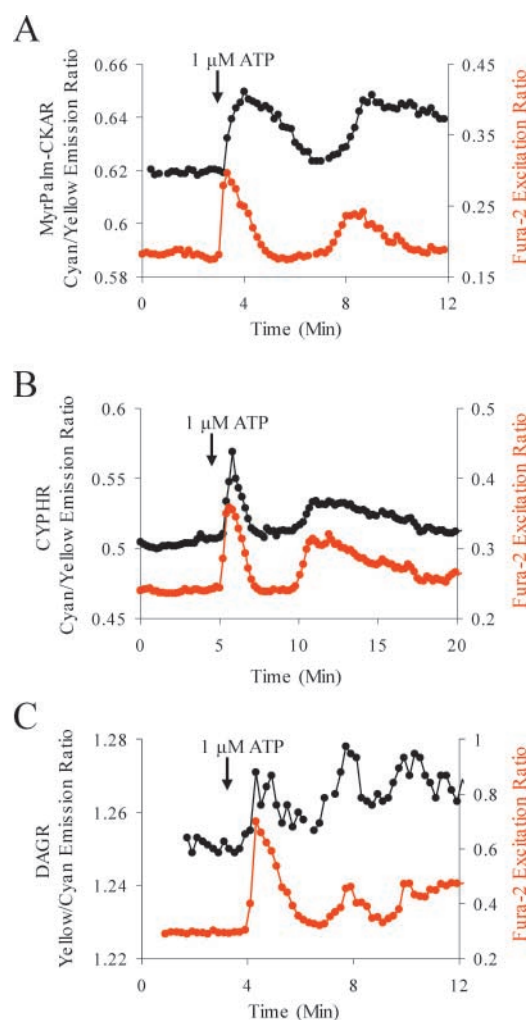 A
1 μM ATP
MyrPalm-CKAR
Cyan/Yellow Emission Ratio
0.66
0.64
0.62
0.6
0.58
0.45
0.35
0.25
0.15
Fura-2 Excitation Ratio
0
4
8
12
Time (Min)
B
1 μM ATP
CYPHR
Cyan/Yellow Emission Ratio
0.6
0.55
0.5
0.45
0.5
0.4
0.3
0.2
Fura-2 Excitation Ratio
0
5
10
15
20
Time (Min)
C
1 μM ATP
DAGR
Yellow/Cyan Emission Ratio
1.28
1.26
1.24
1.22
1
0.8
0.6
0.4
0.2
Fura-2 Excitation Ratio
0
4
8
12
Time (Min)